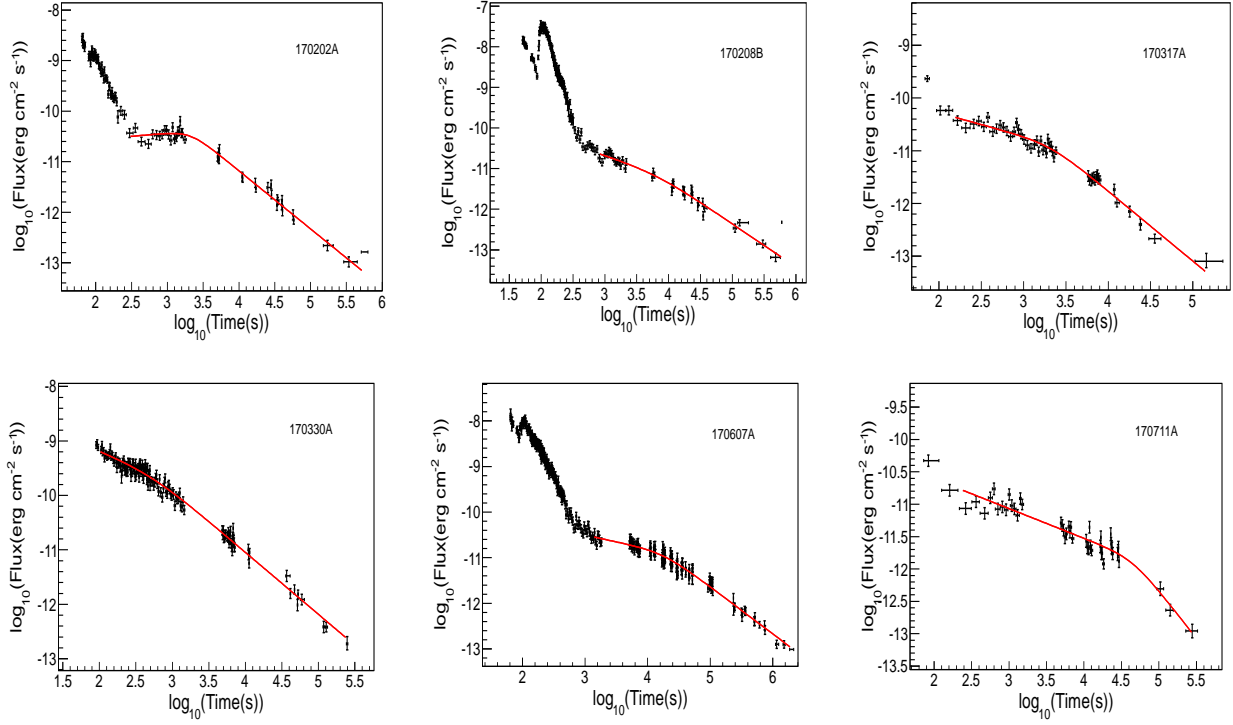 170202A
log10(Flux(erg cm-2 s-1))
-8
-9
-10
-11
-12
-13
2 2.5 3 3.5 4 4.5 5 5.5 6
log10(Time(s))
170208B
log10(Flux(erg cm-2 s-1))
-7
-8
-9
-10
-11
-12
-13
1.5 2 2.5 3 3.5 4 4.5 5 5.5 6
log10(Time(s))
170317A
log10(Flux(erg cm-2 s-1))
-9
-10
-11
-12
-13
2 2.5 3 3.5 4 4.5 5
log10(Time(s))
170330A
log10(Flux(erg cm-2 s-1))
-8
-9
-10
-11
-12
-13
1.5 2 2.5 3 3.5 4 4.5 5 5.5
log10(Time(s))
170607A
log10(Flux(erg cm-2 s-1))
-8
-9
-10
-11
-12
-13
2 3 4 5 6
log10(Time(s))
170711A
log10(Flux(erg cm-2 s-1))
-9.5
-10
-10.5
-11
-11.5
-12
-12.5
-13
-13.5
2 2.5 3 3.5 4 4.5 5 5.5
log10(Time(s))